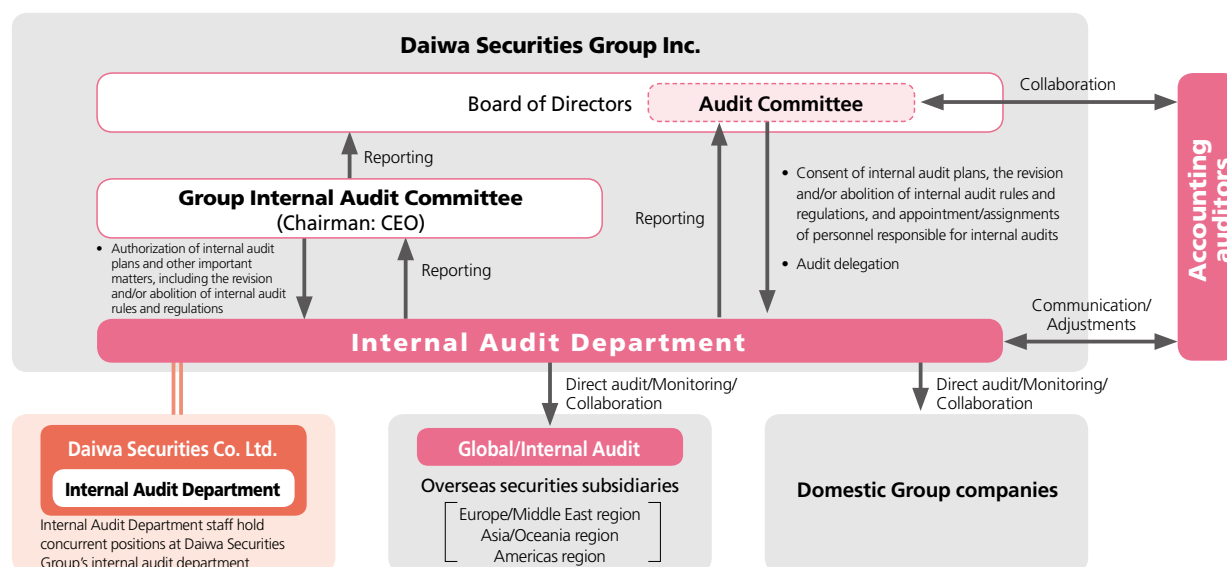 Daiwa Securities Group Inc.
Board of Directors
Audit Committee
Collaboration
Accounting
auditors
Reporting
Group Internal Audit Committee
(Chairman: CEO)
• Authorization of internal audit
plans and other important
matters, including the revision
and/or abolition of internal audit
rules and regulations
Reporting
Reporting
• Consent of internal audit plans, the revision
and/or abolition of internal audit rules and
regulations, and appointment/assignments
of personnel responsible for internal audits
• Audit delegation
Communication/
Adjustments
Internal Audit Department
Direct audit/Monitoring/
Collaboration
Direct audit/Monitoring/
Collaboration
Daiwa Securities Co. Ltd.
Internal Audit Department
Internal Audit Department staff hold
concurrent positions at Daiwa Securities
Group's internal audit department
Global/Internal Audit
Overseas securities subsidiaries
Europe/Middle East region
Asia/Oceania region
Americas region
Domestic Group companies